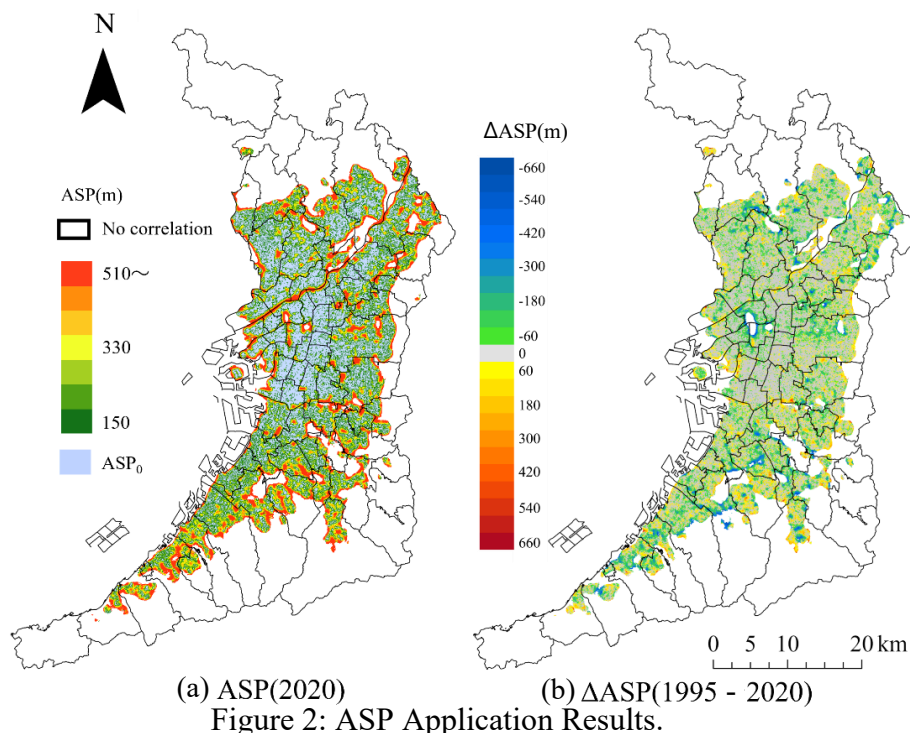 N
ASP(m)
No correlation
510～
330
150
ASP₀
ΔASP(m)
-660
-540
-420
-300
-180
-60
0
60
180
300
420
540
660
0 5 10 20 km
(a) ASP(2020)
(b) ΔASP(1995 - 2020)
Figure 2: ASP Application Results.